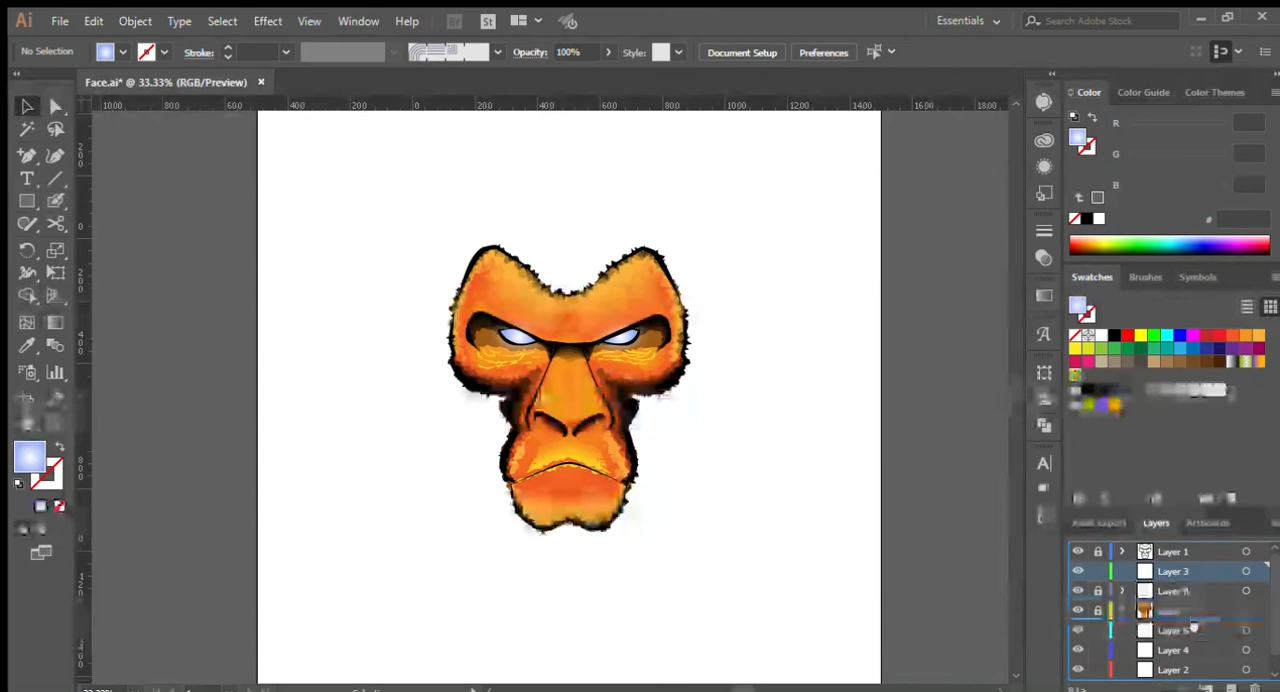 Ai File Edit Object Type Select Effect View Window Help Br St Essentials Search Adobe Stock
No Selection Stroke: Opacity: 100% Style: Document Setup Preferences
Face.ai* @ 33.33% (RGB/Preview)
Color Color Guide Color Themes
1000 800 600 400 200 0 200 400 600 800 1000 1200 1400 1600 1800
R
G
B
Swatches Brushes Symbols
Layers Artboards
Layer 1
Layer 3
Layer 4
Layer 2